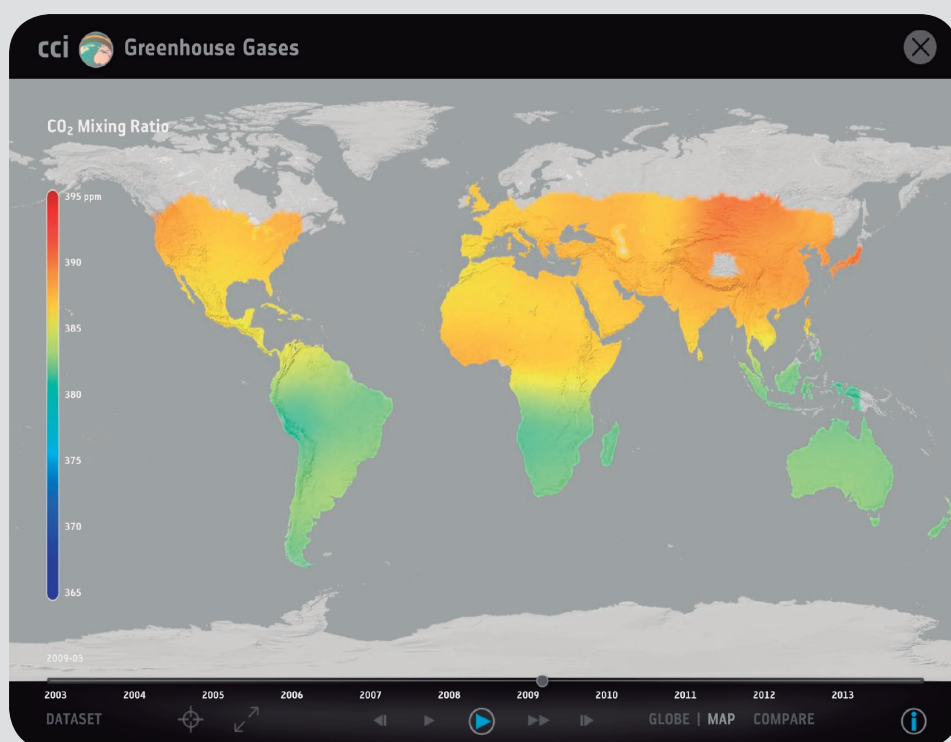 cci Greenhouse Gases
CO₂ Mixing Ratio
395 ppm
390
385
380
375
370
365
2009-03
2003 2004 2005 2006 2007 2008 2009 2010 2011 2012 2013
DATASET GLOBE | MAP COMPARE